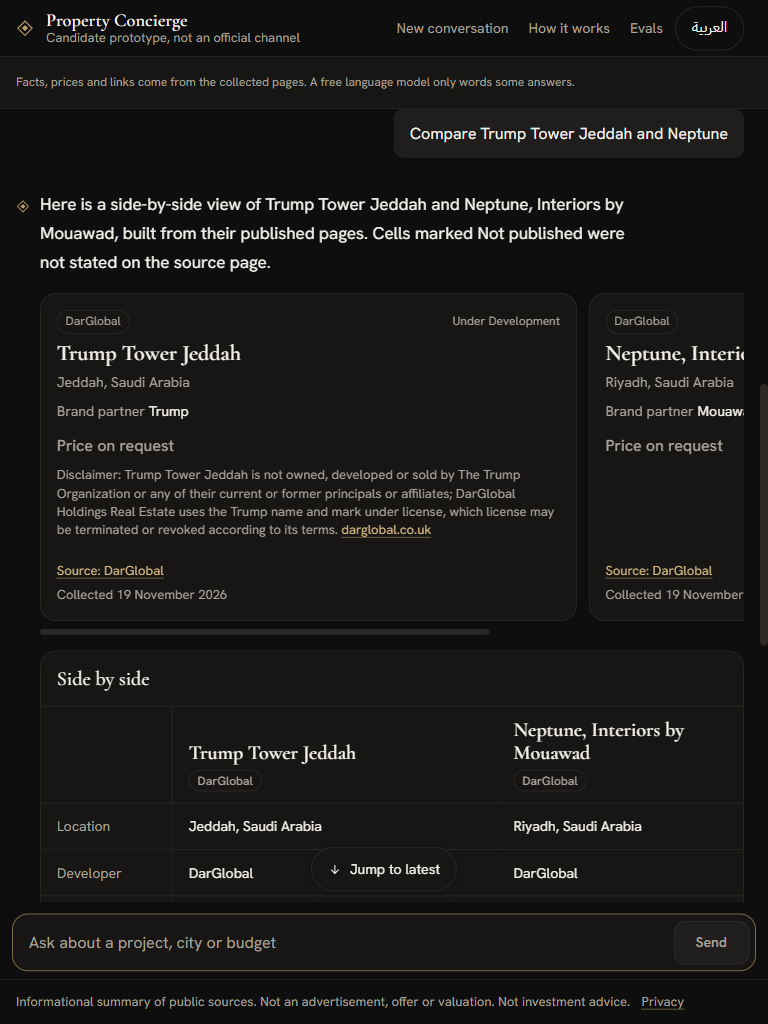 Property Concierge
Candidate prototype, not an official channel
New conversation
How it works
Evals
العربية
Facts, prices and links come from the collected pages. A free language model only words some answers.
Compare Trump Tower Jeddah and Neptune
Here is a side-by-side view of Trump Tower Jeddah and Neptune, Interiors by
Mouawad, built from their published pages. Cells marked Not published were
not stated on the source page.
DarGlobal
Under Development
Trump Tower Jeddah
Jeddah, Saudi Arabia
Brand partner Trump
Price on request
Disclaimer: Trump Tower Jeddah is not owned, developed or sold by The Trump
Organization or any of their current or former principals or affiliates; DarGlobal
Holdings Real Estate uses the Trump name and mark under license, which license may
be terminated or revoked according to its terms. darglobal.co.uk
Source: DarGlobal
Collected 19 November 2026
DarGlobal
Neptune,
Riyadh, Saudi Arabia
Brand partner
Price on request
Source: DarGlobal
Collected 19 November
Side by side
Trump Tower Jeddah
DarGlobal
Neptune, Interiors by
Mouawad
DarGlobal
Location
Jeddah, Saudi Arabia
Riyadh, Saudi Arabia
Developer
DarGlobal
DarGlobal
↓ Jump to latest
Ask about a project, city or budget
Send
Informational summary of public sources. Not an advertisement, offer or valuation. Not investment advice. Privacy